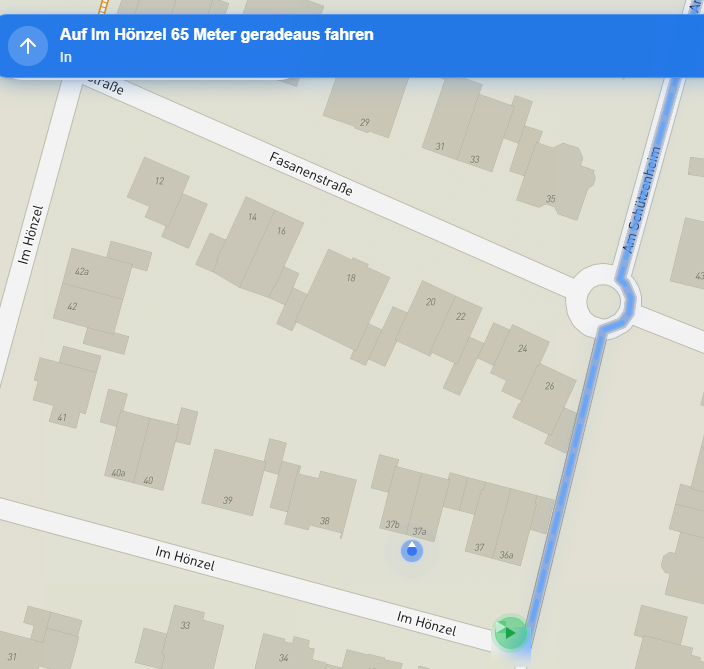 Auf Im Hönzel 65 Meter geradeaus fahren
In
straße
29
31
33
35
Fasanenstraße
Am Schützenheim
12
14
16
18
20
22
24
26
43
Im Hönzel
42a
42
41
40a
40
39
38
37b
37a
37
36a
Im Hönzel
Im Hönzel
33
34
31